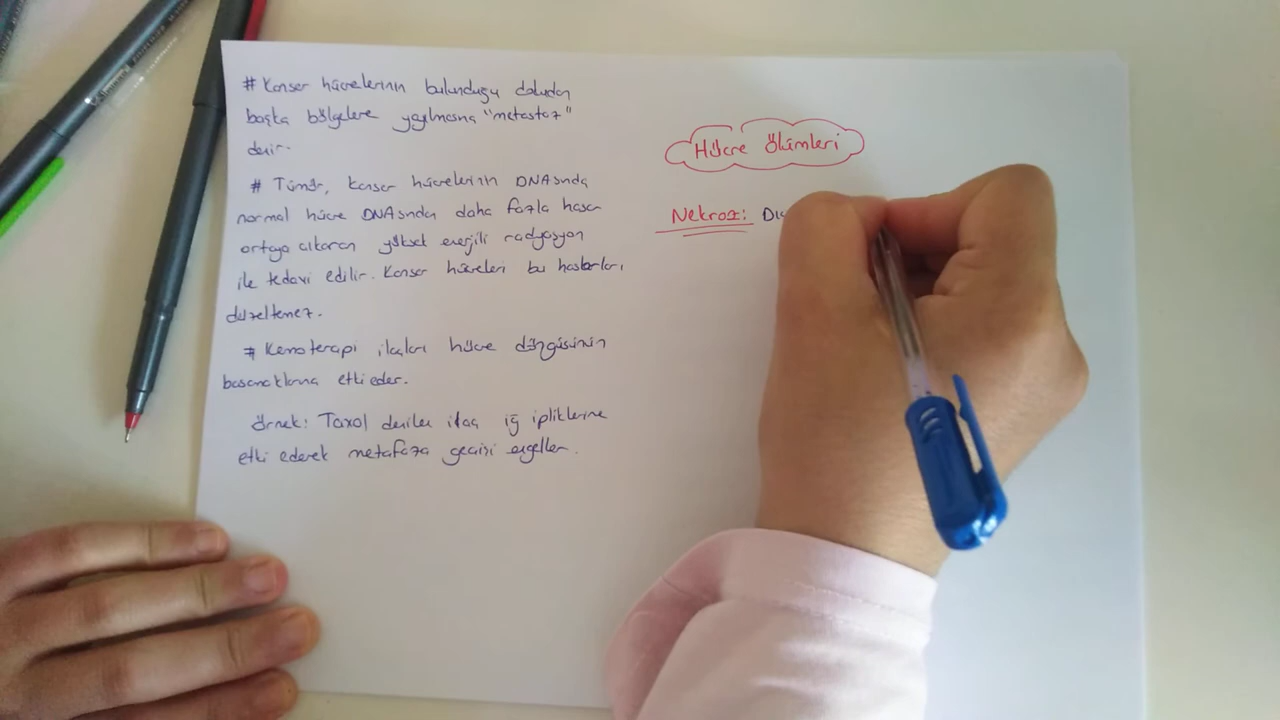 # Kanser hücrelerinin bulunduğu dokudan
başka bölgelere yayılmasına "metastaz"
denir.
# Tümör, kanser hücrelerinin DNAsında
normal hücre DNAsından daha fazla hasar
ortaya çıkaran yüksek enerjili radyasyon
ile tedavi edilir. Kanser hücreleri bu hasarları
düzeltemez.
# Kemoterapi ilaçları hücre döngüsünün
basamaklarına etki eder.
Örnek: Taxol denilen ilaç iğ ipliklerine
etki ederek metafaza geçişi engeller.
Hücre Ölümleri
Nekroz: